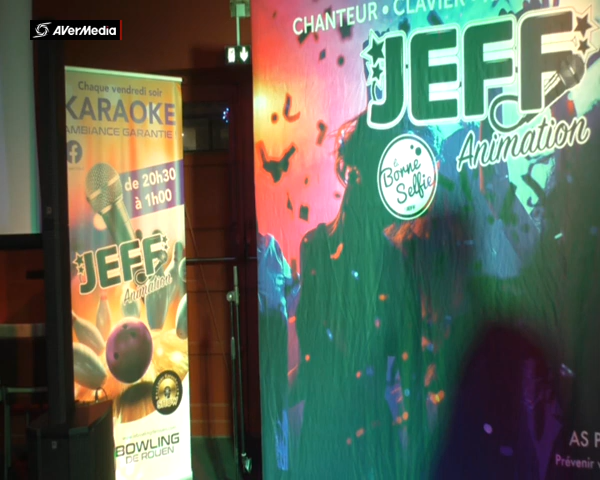 AVerMedia
Chaque vendredi soir
KARAOKE
AMBIANCE GARANTIE
de 20h30
à 1h00
JEFF
Animation
BOWLING
DE ROUEN
CHANTEUR • CLAVIER •
JEFF
Animation
& Borne
Selfie
AS
Prévenir